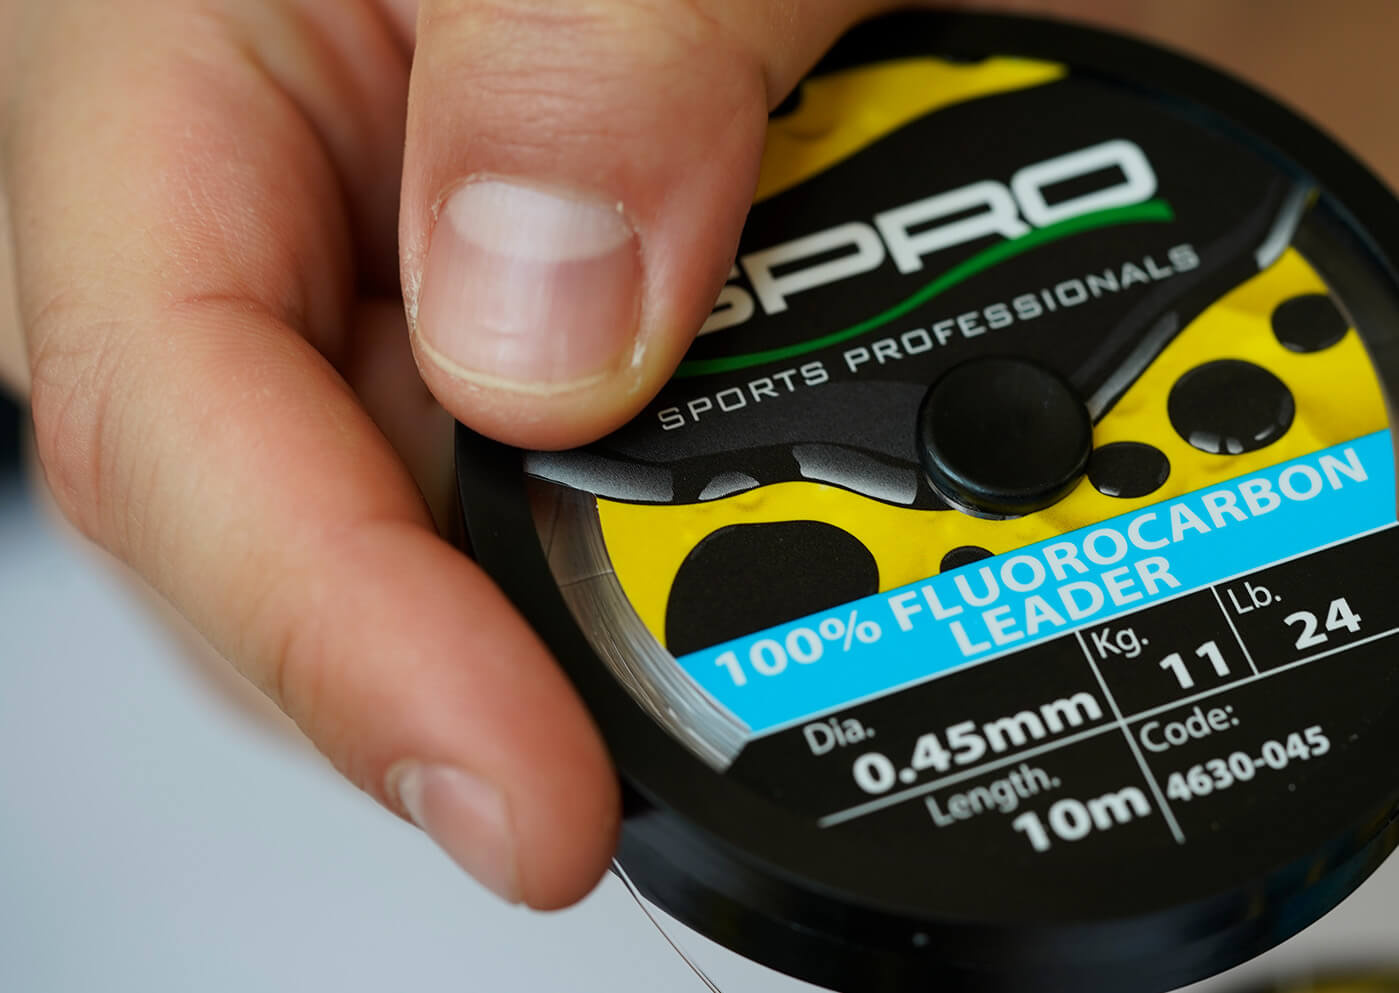 SPRO
SPORTS PROFESSIONALS
100% FLUOROCARBON
LEADER
Dia.
0.45mm
Kg.
11
Lb.
24
Length.
10m
Code:
4630-045